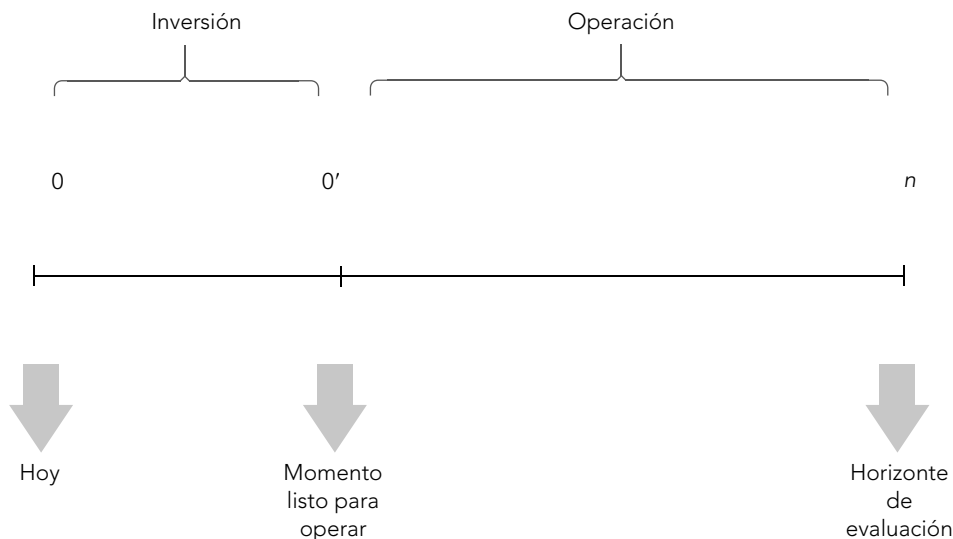 Inversión
Operación
0
0′
n
Hoy
Momento
listo para
operar
Horizonte
de
evaluación